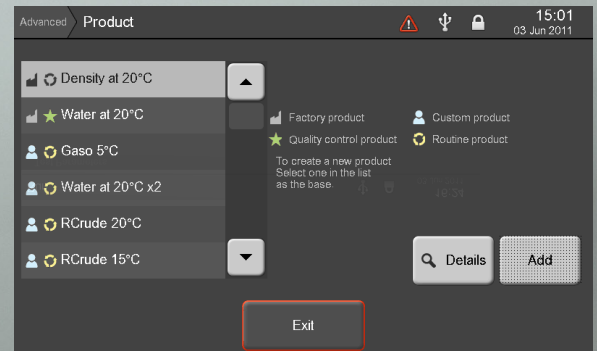 Advanced Product 15:01
03 Jun 2011
Density at 20°C
Water at 20°C
Gaso 5°C
Water at 20°C x2
RCrude 20°C
RCrude 15°C
Factory product Custom product
Quality control product Routine product
To create a new product
Select one in the list
as the base.
Details Add
Exit